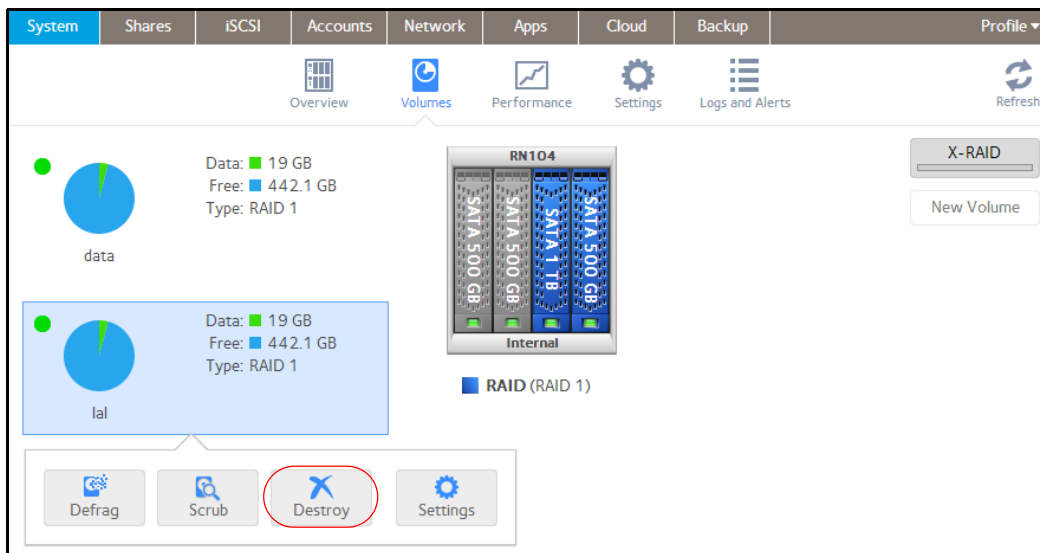 System Shares iSCSI Accounts Network Apps Cloud Backup Profile
Overview Volumes Performance Settings Logs and Alerts Refresh
Data: 19 GB
Free: 442.1 GB
Type: RAID 1
data
RN104
SATA 500 GB
SATA 500 GB
SATA 1 TB
SATA 500 GB
Internal
RAID (RAID 1)
X-RAID
New Volume
Data: 19 GB
Free: 442.1 GB
Type: RAID 1
lal
Defrag Scrub Destroy Settings